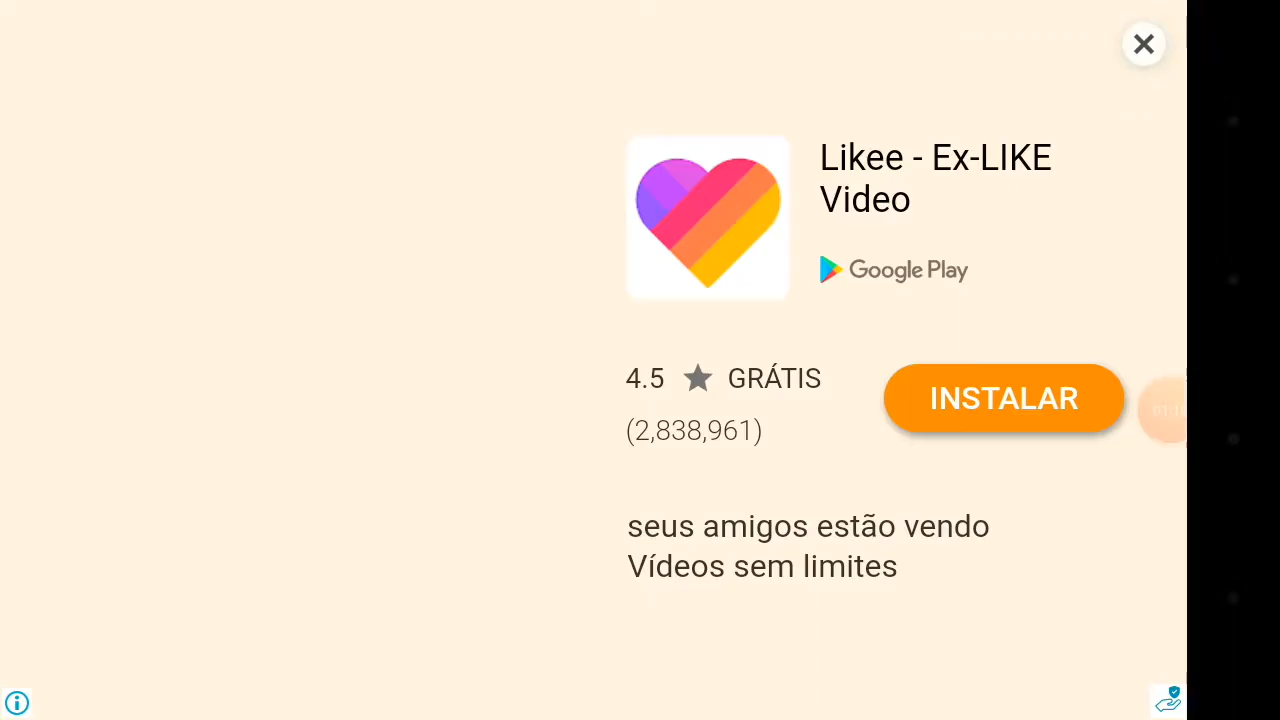 Likee - Ex-LIKE
Video
Google Play
4.5 GRÁTIS
INSTALAR
(2,838,961)
seus amigos estão vendo
Vídeos sem limites